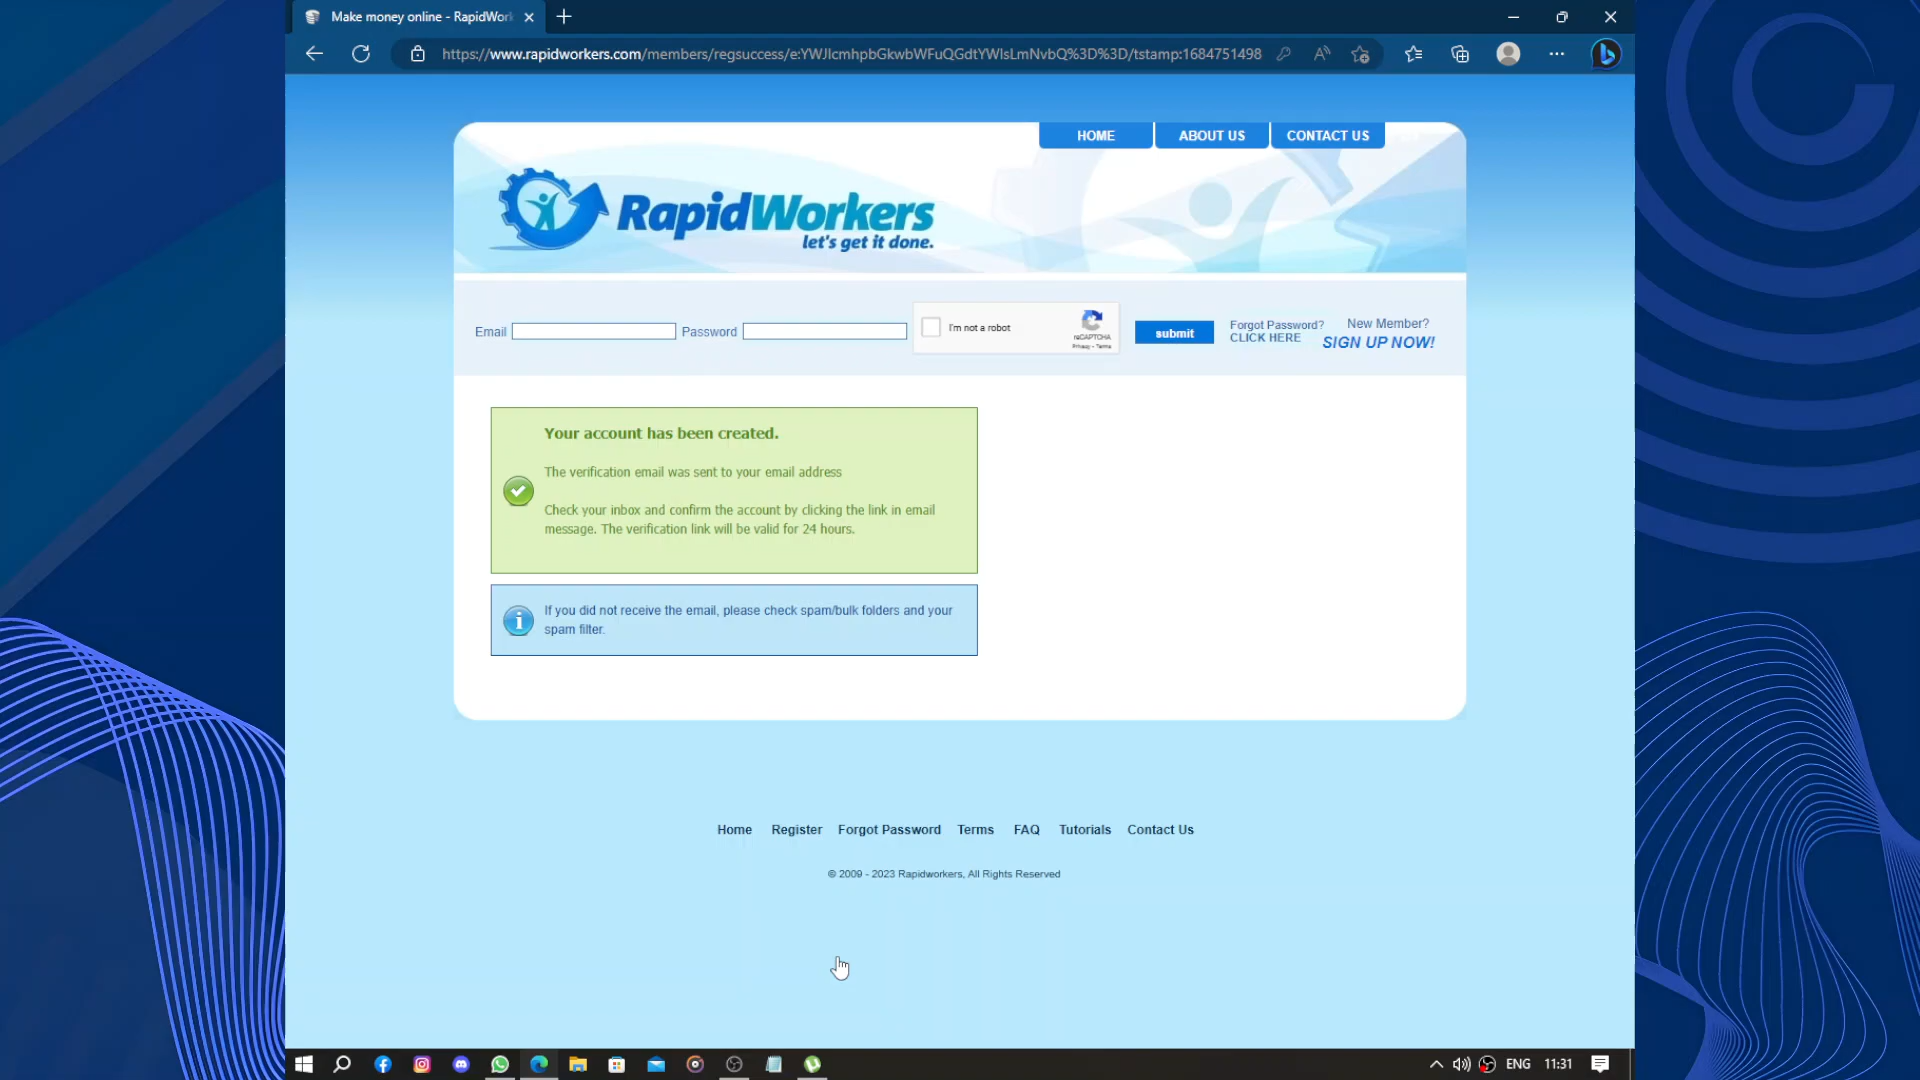 Make money online - RapidWork
https://www.rapidworkers.com/members/regsuccess/e:YWJlcmhpbGkwbWFuQGdtYWlsLmNvbQ%3D%3D/tstamp:1684751498
HOME
ABOUT US
CONTACT US
RapidWorkers
let's get it done.
Email
Password
I'm not a robot
reCAPTCHA
Privacy - Terms
submit
Forgot Password?
CLICK HERE
New Member?
SIGN UP NOW!
Your account has been created.
The verification email was sent to your email address
Check your inbox and confirm the account by clicking the link in email
message. The verification link will be valid for 24 hours.
If you did not receive the email, please check spam/bulk folders and your
spam filter.
Home Register Forgot Password Terms FAQ Tutorials Contact Us
© 2009 - 2023 Rapidworkers, All Rights Reserved
ENG 11:31